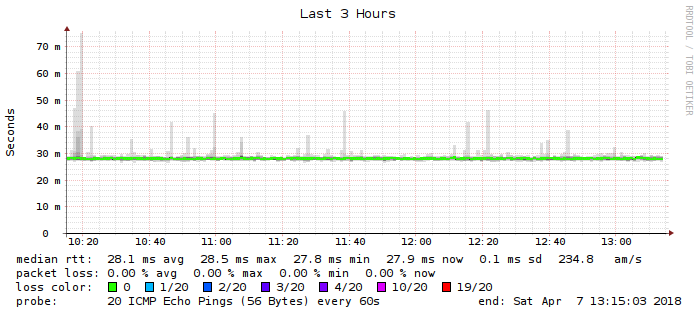 Last 3 Hours
RRDTOOL / TOBI OETIKER
Seconds
70 m
60 m
50 m
40 m
30 m
20 m
10 m
0
10:20 10:40 11:00 11:20 11:40 12:00 12:20 12:40 13:00
median rtt: 28.1 ms avg 28.5 ms max 27.8 ms min 27.9 ms now 0.1 ms sd 234.8 am/s
packet loss: 0.00 % avg 0.00 % max 0.00 % min 0.00 % now
loss color: 0 1/20 2/20 3/20 4/20 10/20 19/20
probe: 20 ICMP Echo Pings (56 Bytes) every 60s end: Sat Apr 7 13:15:03 2018